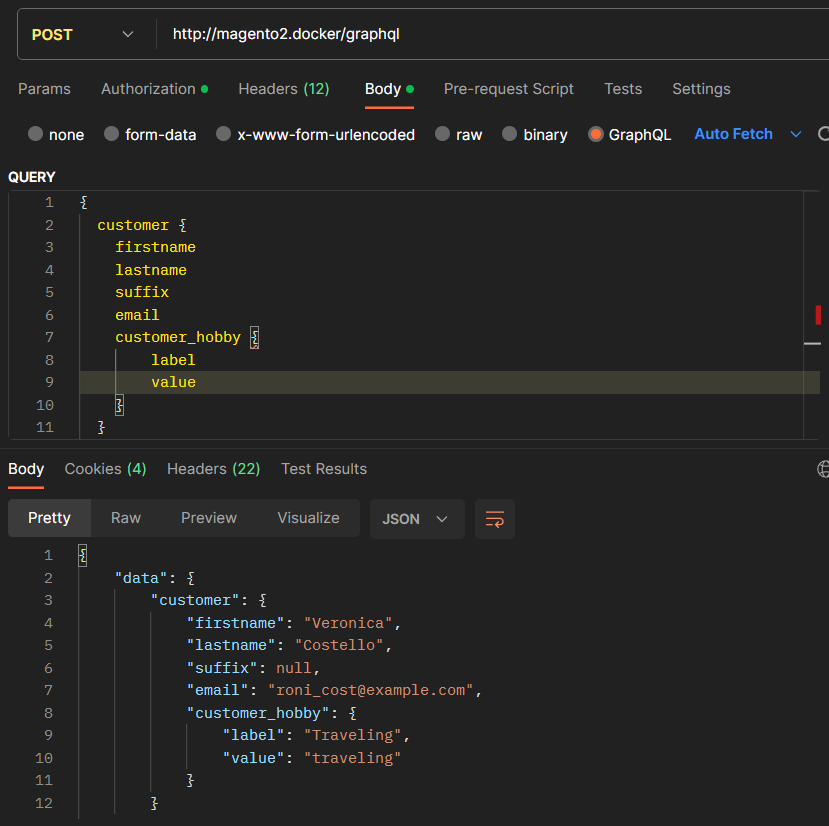 POST http://magento2.docker/graphql
Params Authorization Headers (12) Body Pre-request Script Tests Settings
none form-data x-www-form-urlencoded raw binary GraphQL Auto Fetch
QUERY
1 {
2 customer {
3 firstname
4 lastname
5 suffix
6 email
7 customer_hobby {
8 label
9 value
10 }
11 }
Body Cookies (4) Headers (22) Test Results
Pretty Raw Preview Visualize JSON
1 {
2 "data": {
3 "customer": {
4 "firstname": "Veronica",
5 "lastname": "Costello",
6 "suffix": null,
7 "email": "roni_cost@example.com",
8 "customer_hobby": {
9 "label": "Traveling",
10 "value": "traveling"
11 }
12 }